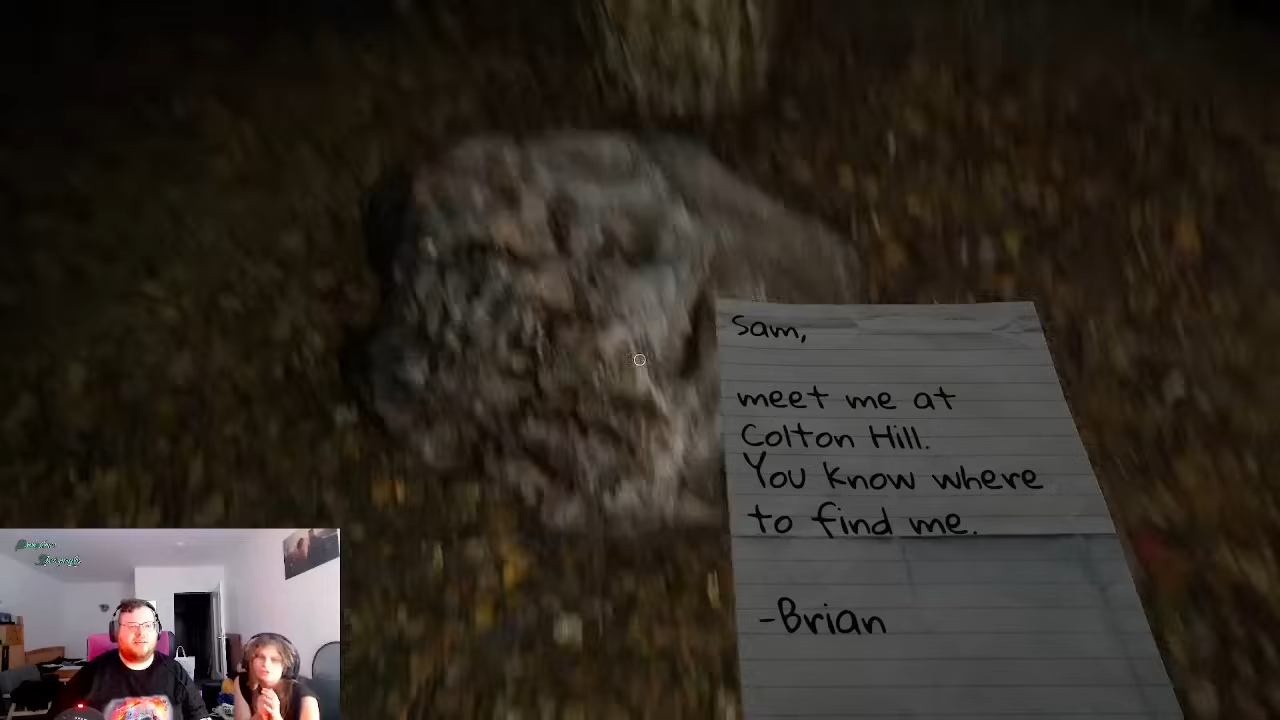 Sam,
meet me at
Colton Hill.
You know where
to find me.
-Brian